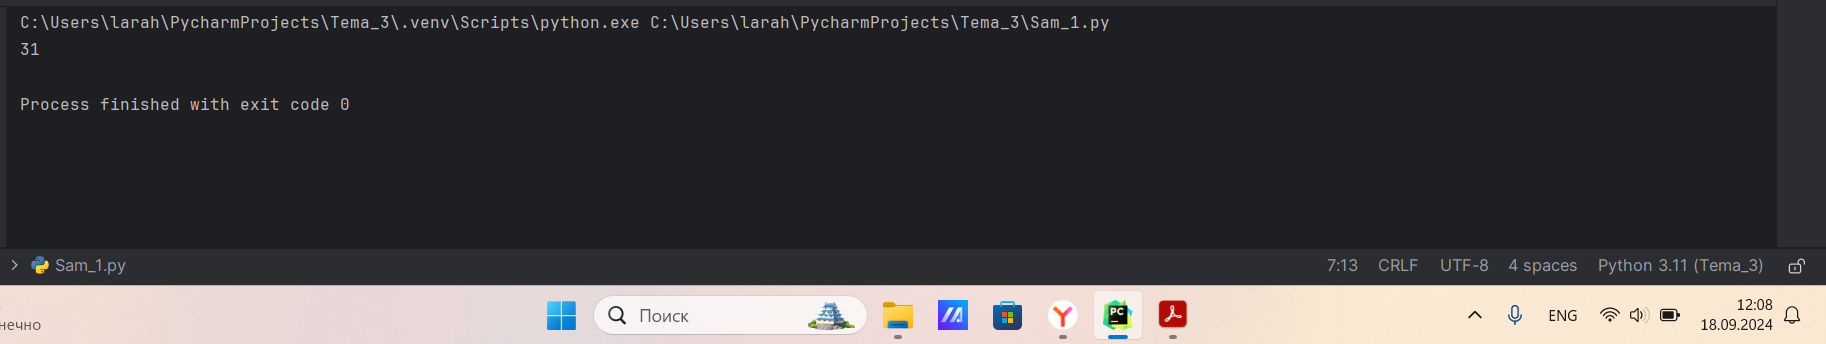 C:\Users\larah\PycharmProjects\Tema_3\.venv\Scripts\python.exe C:\Users\larah\PycharmProjects\Tema_3\Sam_1.py
31
Process finished with exit code 0
Sam_1.py 7:13 CRLF UTF-8 4 spaces Python 3.11 (Tema_3)
Поиск PC ENG 12:08
18.09.2024